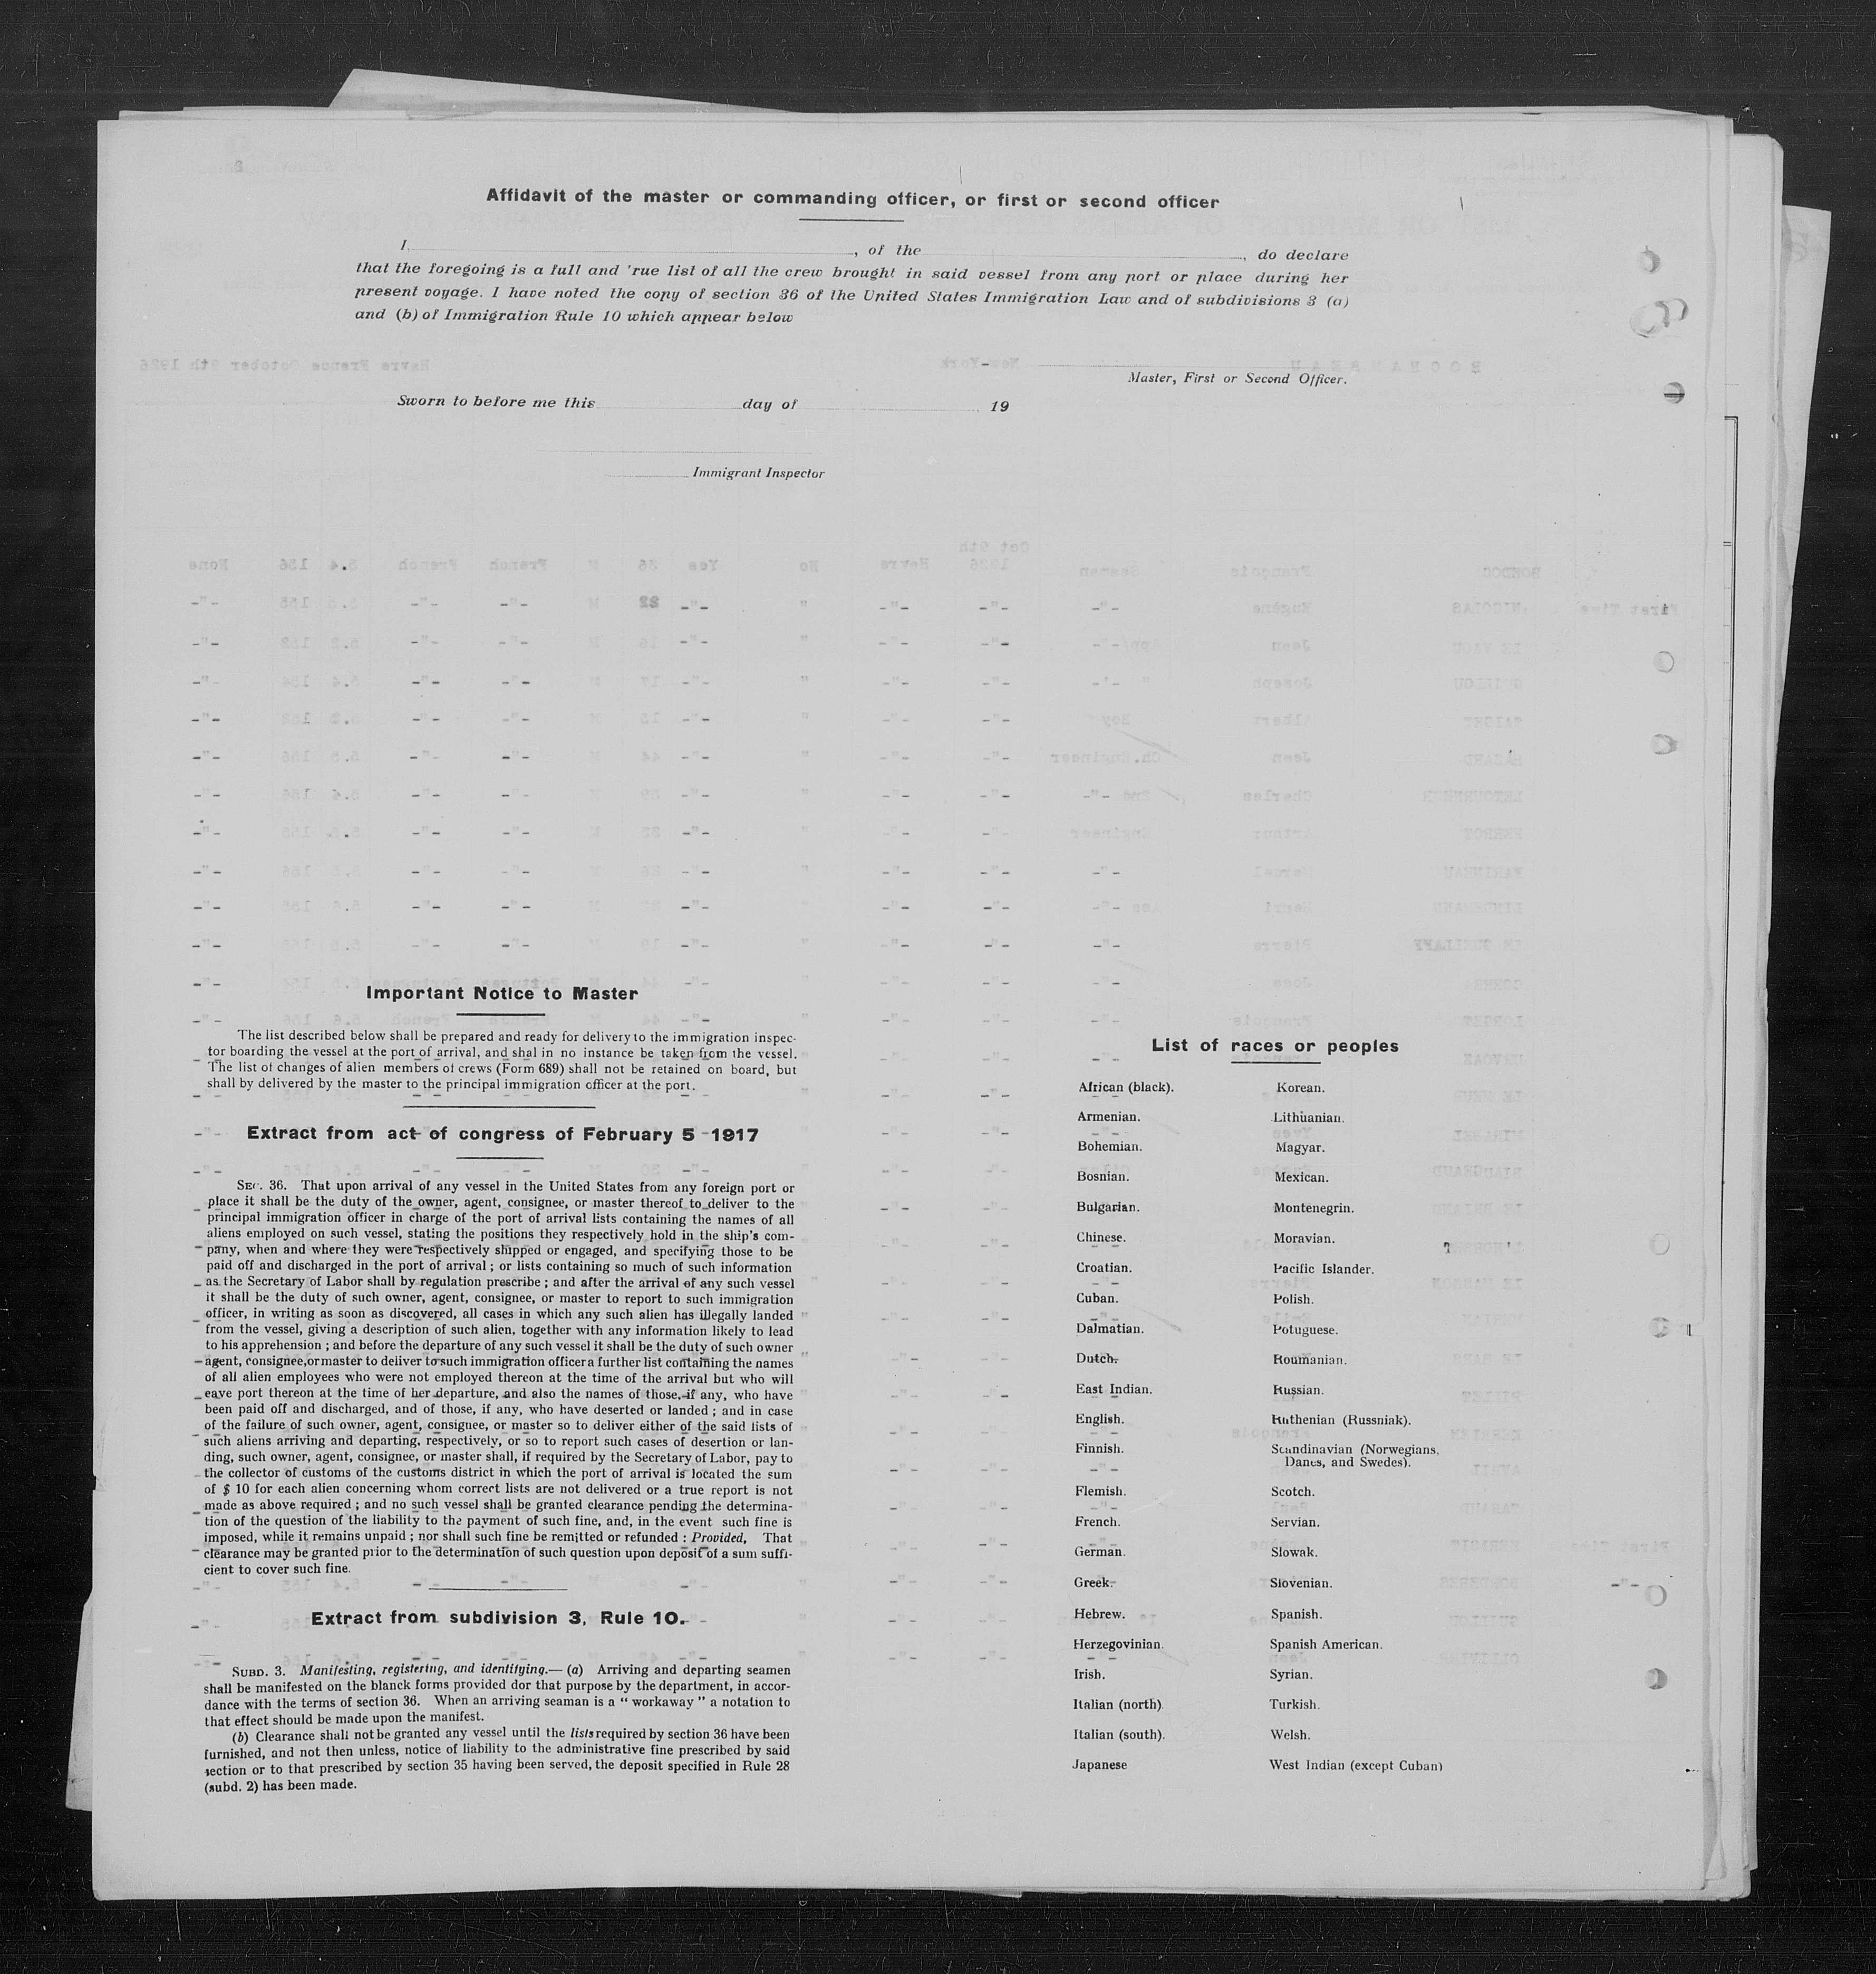 Affidavit of the master or commanding officer, or first or second officer
I, , of the , do declare
that the foregoing is a full and 'rue list of all the crew brought in said vessel from any port or place during her
present voyage. I have noted the copy of section 36 of the United States Immigration Law and of subdivisions 3 (a)
and (b) of Immigration Rule 10 which appear below
Master, First or Second Officer.
Sworn to before me this day of 19
Immigrant Inspector
Important Notice to Master
The list described below shall be prepared and ready for delivery to the immigration inspec-
tor boarding the vessel at the port of arrival, and shal in no instance be taken from the vessel.
The list of changes of alien members of crews (Form 689) shall not be retained on board, but
shall by delivered by the master to the principal immigration officer at the port.
Extract from act of congress of February 5 1917
SEC. 36. That upon arrival of any vessel in the United States from any foreign port or
place it shall be the duty of the owner, agent, consignee, or master thereof to deliver to the
principal immigration officer in charge of the port of arrival lists containing the names of all
aliens employed on such vessel, stating the positions they respectively hold in the ship's com-
pany, when and where they were respectively shipped or engaged, and specifying those to be
paid off and discharged in the port of arrival ; or lists containing so much of such information
as the Secretary of Labor shall by regulation prescribe ; and after the arrival of any such vessel
it shall be the duty of such owner, agent, consignee, or master to report to such immigration
officer, in writing as soon as discovered, all cases in which any such alien has illegally landed
from the vessel, giving a description of such alien, together with any information likely to lead
to his apprehension ; and before the departure of any such vessel it shall be the duty of such owner
agent, consignee, or master to deliver to such immigration officer a further list containing the names
of all alien employees who were not employed thereon at the time of the arrival but who will
eave port thereon at the time of her departure, and also the names of those, if any, who have
been paid off and discharged, and of those, if any, who have deserted or landed ; and in case
of the failure of such owner, agent, consignee, or master so to deliver either of the said lists of
such aliens arriving and departing, respectively, or so to report such cases of desertion or lan-
ding, such owner, agent, consignee, or master shall, if required by the Secretary of Labor, pay to
the collector of customs of the customs district in which the port of arrival is located the sum
of $ 10 for each alien concerning whom correct lists are not delivered or a true report is not
made as above required ; and no such vessel shall be granted clearance pending the determina-
tion of the question of the liability to the payment of such fine, and, in the event such fine is
imposed, while it remains unpaid ; nor shall such fine be remitted or refunded : Provided, That
clearance may be granted prior to the determination of such question upon deposit of a sum suffi-
cient to cover such fine.
Extract from subdivision 3, Rule 10.
SUBD. 3. Manifesting, registering, and identifying.— (a) Arriving and departing seamen
shall be manifested on the blanck forms provided dor that purpose by the department, in accor-
dance with the terms of section 36. When an arriving seaman is a " workaway " a notation to
that effect should be made upon the manifest.
(b) Clearance shall not be granted any vessel until the lists required by section 36 have been
furnished, and not then unless, notice of liability to the administrative fine prescribed by said
section or to that prescribed by section 35 having been served, the deposit specified in Rule 28
(subd. 2) has been made.
List of races or peoples
African (black).
Armenian.
Bohemian.
Bosnian.
Bulgarian.
Chinese.
Croatian.
Cuban.
Dalmatian.
Dutch.
East Indian.
English.
Finnish.
Flemish.
French.
German.
Greek.
Hebrew.
Herzegovinian.
Irish.
Italian (north).
Italian (south).
Japanese
Korean.
Lithuanian.
Magyar.
Mexican.
Montenegrin.
Moravian.
Pacific Islander.
Polish.
Potuguese.
Roumanian.
Russian.
Ruthenian (Russniak).
Scandinavian (Norwegians,
Danes, and Swedes).
Scotch.
Servian.
Slowak.
Slovenian.
Spanish.
Spanish American.
Syrian.
Turkish.
Welsh.
West Indian (except Cuban)